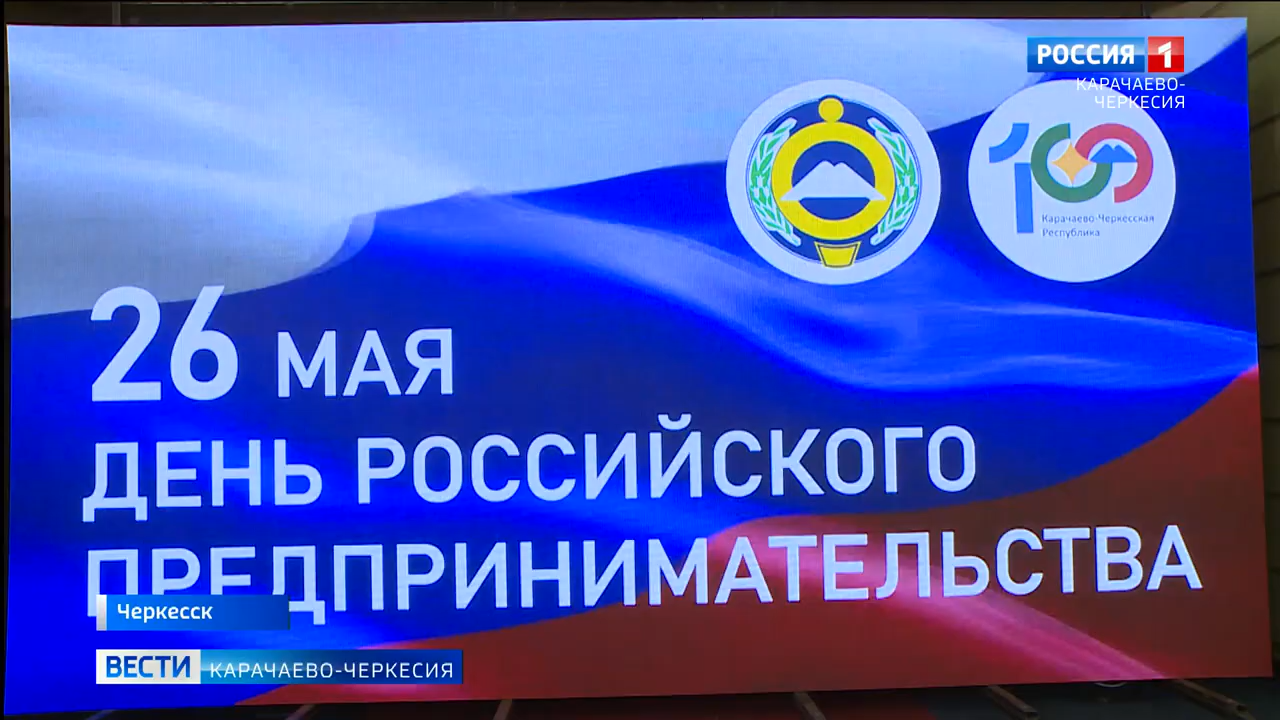 РОССИЯ 1
КАРАЧАЕВО-
ЧЕРКЕСИЯ
100
Карачаево-Черкесская
Республика
26 МАЯ
ДЕНЬ РОССИЙСКОГО
ПРЕДПРИНИМАТЕЛЬСТВА
Черкесск
ВЕСТИ КАРАЧАЕВО-ЧЕРКЕСИЯ